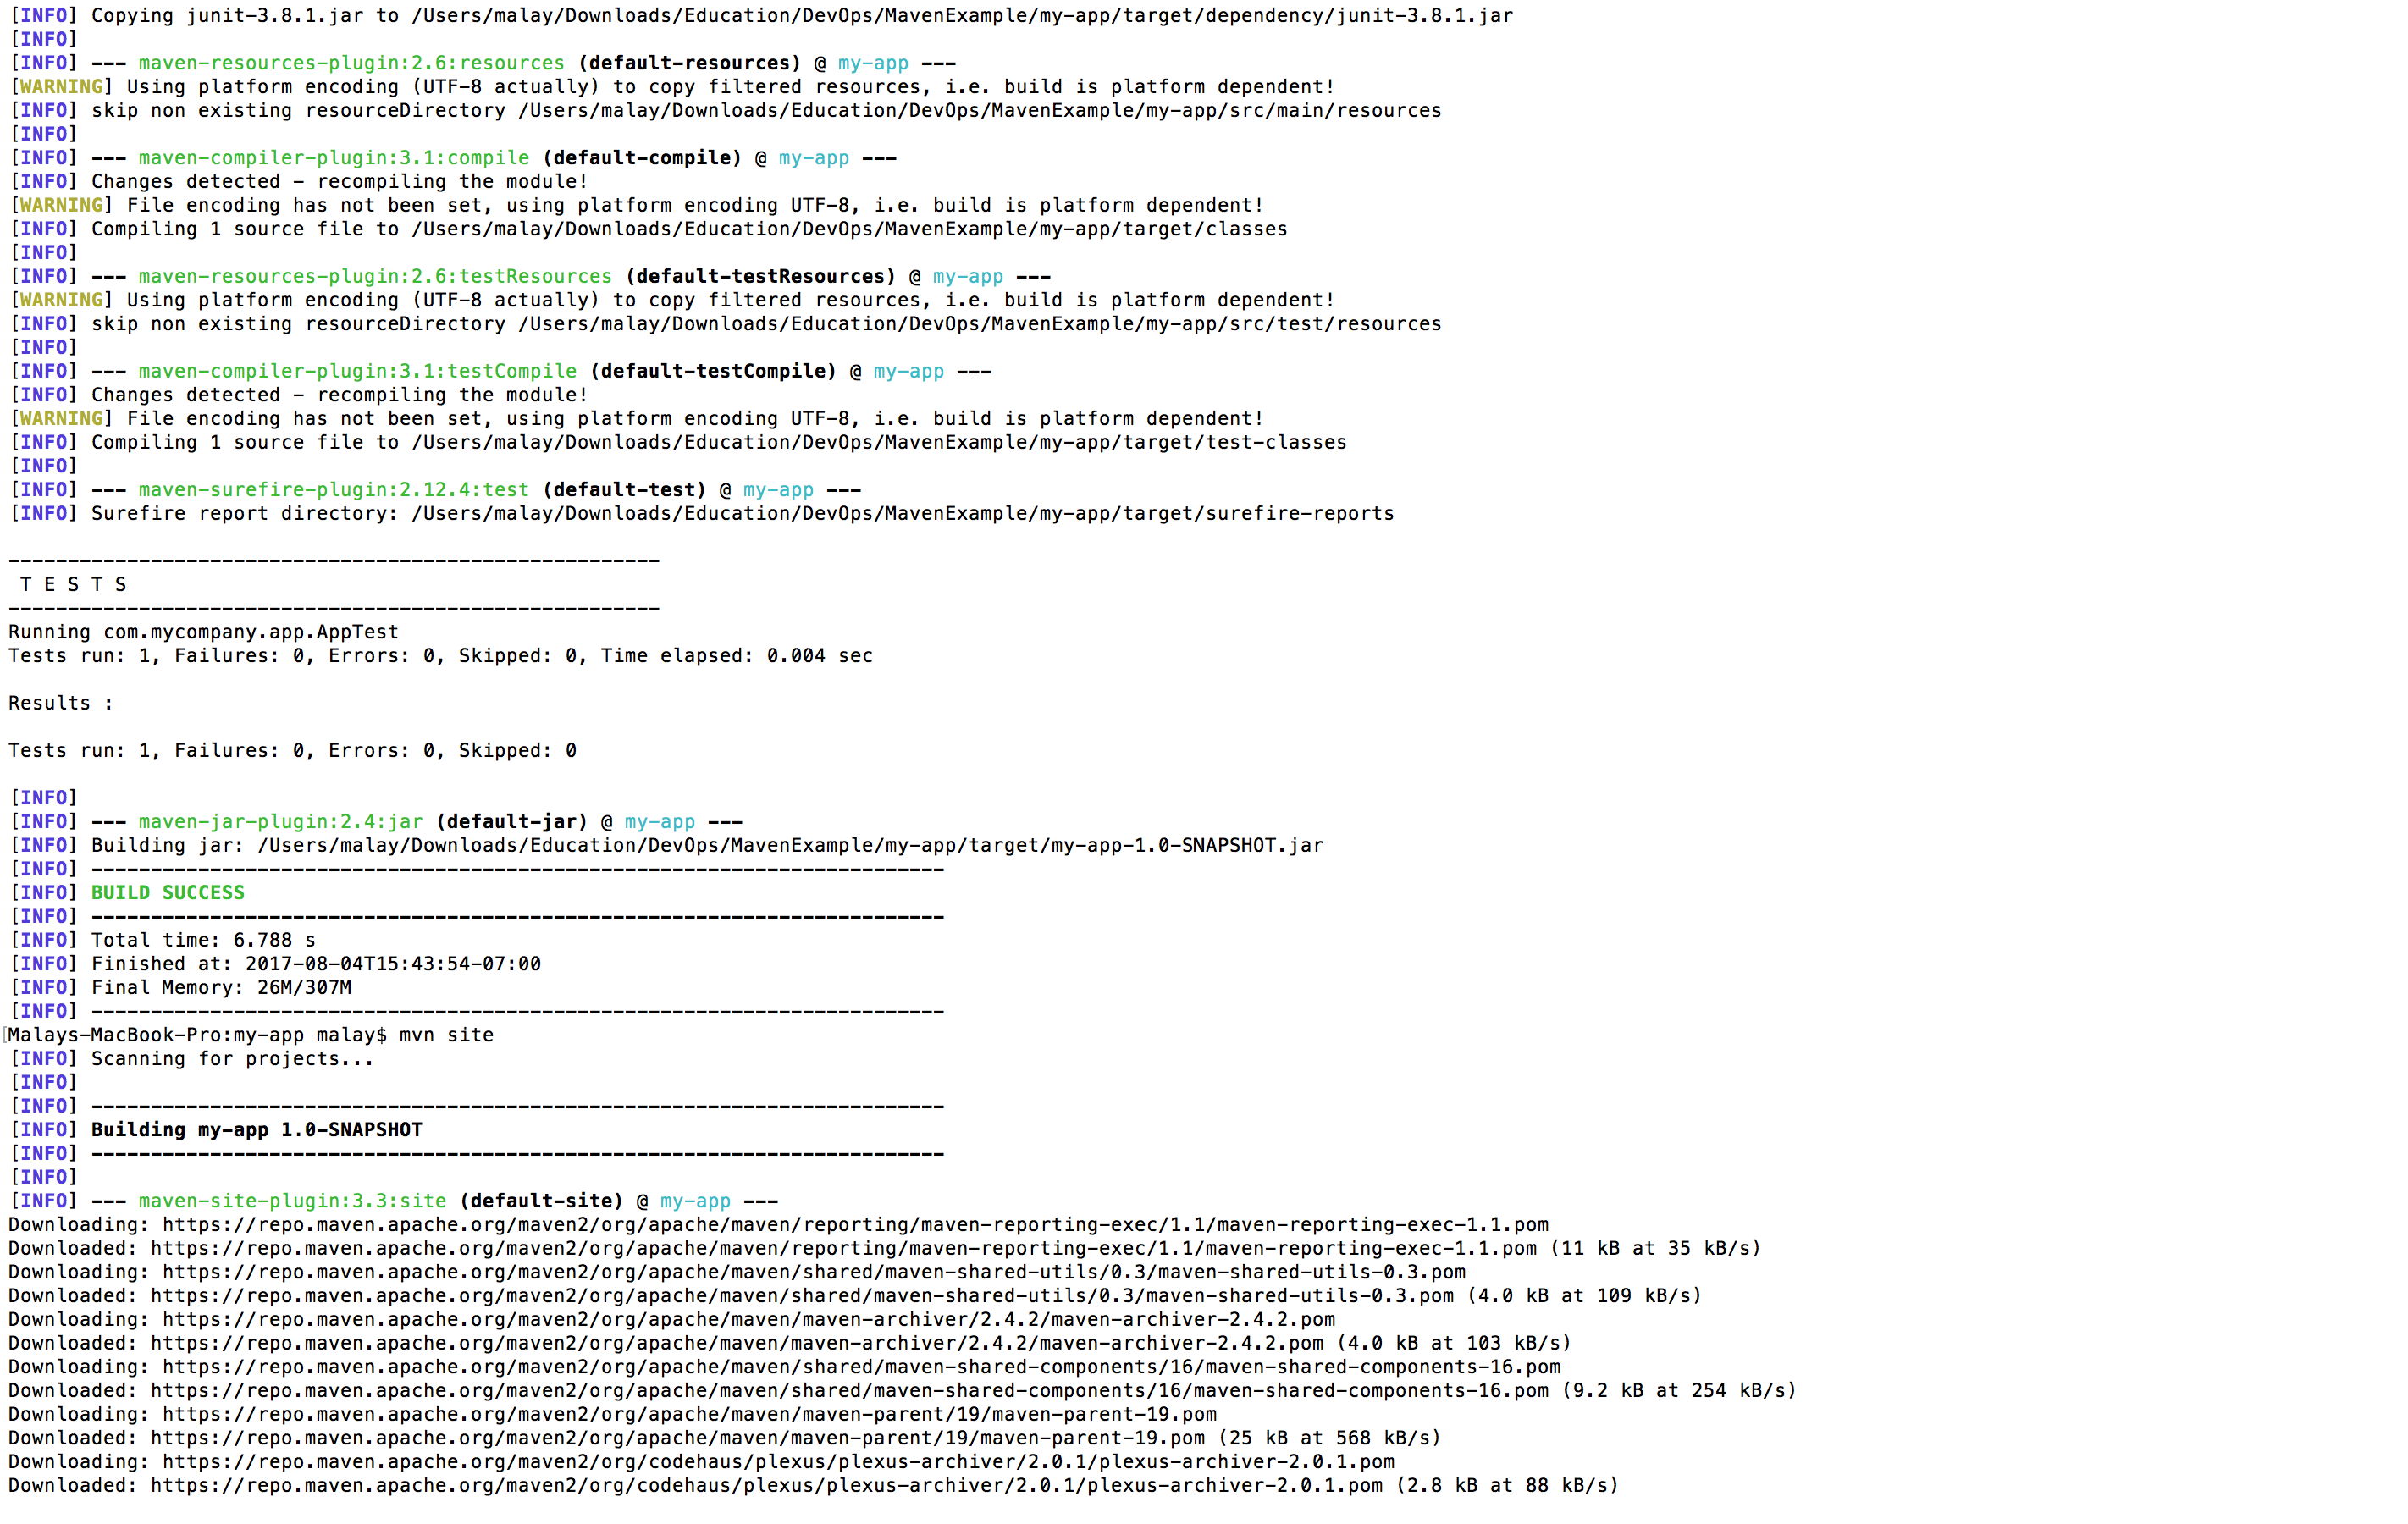 [INFO] Copying junit-3.8.1.jar to /Users/malay/Downloads/Education/DevOps/MavenExample/my-app/target/dependency/junit-3.8.1.jar
[INFO]
[INFO] --- maven-resources-plugin:2.6:resources (default-resources) @ my-app ---
[WARNING] Using platform encoding (UTF-8 actually) to copy filtered resources, i.e. build is platform dependent!
[INFO] skip non existing resourceDirectory /Users/malay/Downloads/Education/DevOps/MavenExample/my-app/src/main/resources
[INFO]
[INFO] --- maven-compiler-plugin:3.1:compile (default-compile) @ my-app ---
[INFO] Changes detected - recompiling the module!
[WARNING] File encoding has not been set, using platform encoding UTF-8, i.e. build is platform dependent!
[INFO] Compiling 1 source file to /Users/malay/Downloads/Education/DevOps/MavenExample/my-app/target/classes
[INFO]
[INFO] --- maven-resources-plugin:2.6:testResources (default-testResources) @ my-app ---
[WARNING] Using platform encoding (UTF-8 actually) to copy filtered resources, i.e. build is platform dependent!
[INFO] skip non existing resourceDirectory /Users/malay/Downloads/Education/DevOps/MavenExample/my-app/src/test/resources
[INFO]
[INFO] --- maven-compiler-plugin:3.1:testCompile (default-testCompile) @ my-app ---
[INFO] Changes detected - recompiling the module!
[WARNING] File encoding has not been set, using platform encoding UTF-8, i.e. build is platform dependent!
[INFO] Compiling 1 source file to /Users/malay/Downloads/Education/DevOps/MavenExample/my-app/target/test-classes
[INFO]
[INFO] --- maven-surefire-plugin:2.12.4:test (default-test) @ my-app ---
[INFO] Surefire report directory: /Users/malay/Downloads/Education/DevOps/MavenExample/my-app/target/surefire-reports

-------------------------------------------------------
 T E S T S
-------------------------------------------------------
Running com.mycompany.app.AppTest
Tests run: 1, Failures: 0, Errors: 0, Skipped: 0, Time elapsed: 0.004 sec

Results :

Tests run: 1, Failures: 0, Errors: 0, Skipped: 0

[INFO]
[INFO] --- maven-jar-plugin:2.4:jar (default-jar) @ my-app ---
[INFO] Building jar: /Users/malay/Downloads/Education/DevOps/MavenExample/my-app/target/my-app-1.0-SNAPSHOT.jar
[INFO] ------------------------------------------------------------------------
[INFO] BUILD SUCCESS
[INFO] ------------------------------------------------------------------------
[INFO] Total time: 6.788 s
[INFO] Finished at: 2017-08-04T15:43:54-07:00
[INFO] Final Memory: 26M/307M
[INFO] ------------------------------------------------------------------------
[Malays-MacBook-Pro:my-app malay$ mvn site
[INFO] Scanning for projects...
[INFO]
[INFO] ------------------------------------------------------------------------
[INFO] Building my-app 1.0-SNAPSHOT
[INFO] ------------------------------------------------------------------------
[INFO]
[INFO] --- maven-site-plugin:3.3:site (default-site) @ my-app ---
Downloading: https://repo.maven.apache.org/maven2/org/apache/maven/reporting/maven-reporting-exec/1.1/maven-reporting-exec-1.1.pom
Downloaded: https://repo.maven.apache.org/maven2/org/apache/maven/reporting/maven-reporting-exec/1.1/maven-reporting-exec-1.1.pom (11 kB at 35 kB/s)
Downloading: https://repo.maven.apache.org/maven2/org/apache/maven/shared/maven-shared-utils/0.3/maven-shared-utils-0.3.pom
Downloaded: https://repo.maven.apache.org/maven2/org/apache/maven/shared/maven-shared-utils/0.3/maven-shared-utils-0.3.pom (4.0 kB at 109 kB/s)
Downloading: https://repo.maven.apache.org/maven2/org/apache/maven/maven-archiver/2.4.2/maven-archiver-2.4.2.pom
Downloaded: https://repo.maven.apache.org/maven2/org/apache/maven/maven-archiver/2.4.2/maven-archiver-2.4.2.pom (4.0 kB at 103 kB/s)
Downloading: https://repo.maven.apache.org/maven2/org/apache/maven/shared/maven-shared-components/16/maven-shared-components-16.pom
Downloaded: https://repo.maven.apache.org/maven2/org/apache/maven/shared/maven-shared-components/16/maven-shared-components-16.pom (9.2 kB at 254 kB/s)
Downloading: https://repo.maven.apache.org/maven2/org/apache/maven/maven-parent/19/maven-parent-19.pom
Downloaded: https://repo.maven.apache.org/maven2/org/apache/maven/maven-parent/19/maven-parent-19.pom (25 kB at 568 kB/s)
Downloading: https://repo.maven.apache.org/maven2/org/codehaus/plexus/plexus-archiver/2.0.1/plexus-archiver-2.0.1.pom
Downloaded: https://repo.maven.apache.org/maven2/org/codehaus/plexus/plexus-archiver/2.0.1/plexus-archiver-2.0.1.pom (2.8 kB at 88 kB/s)